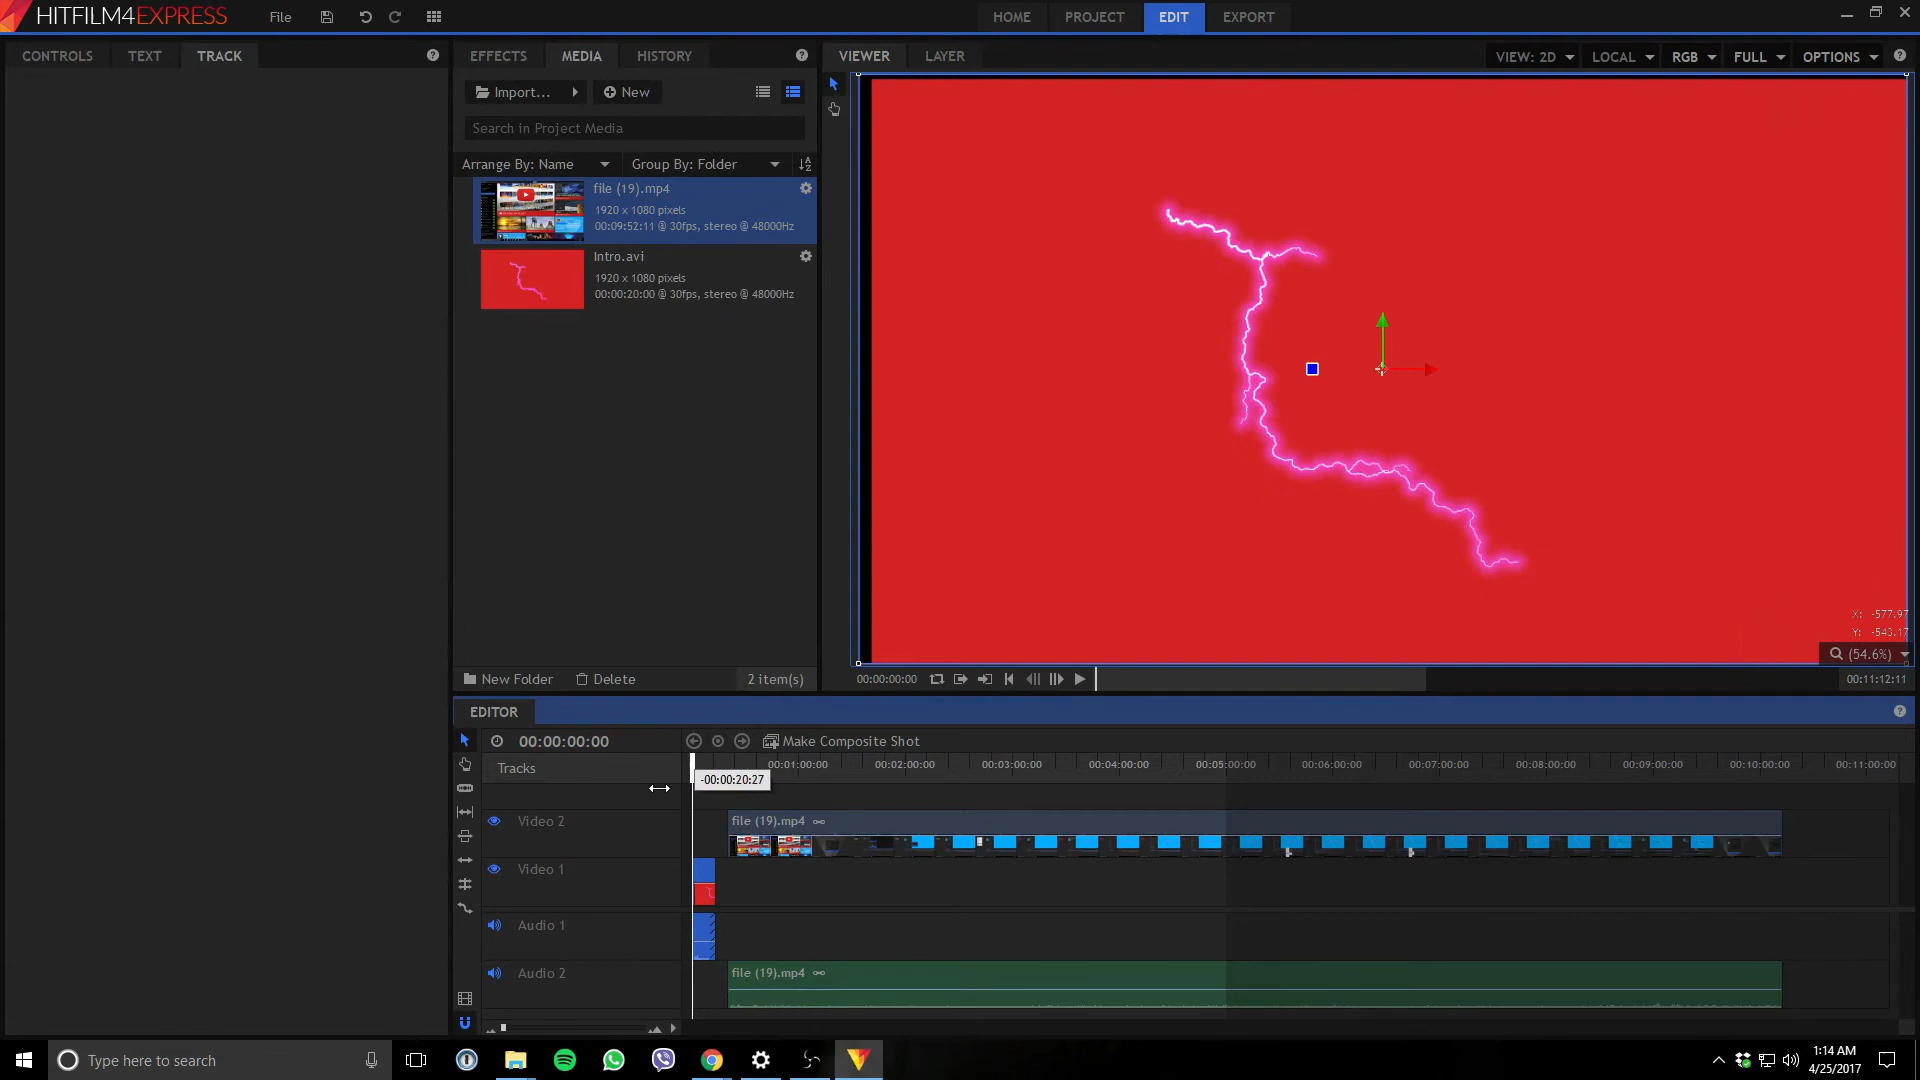 HITFILM4EXPRESS File HOME PROJECT EDIT EXPORT
CONTROLS TEXT TRACK
EFFECTS MEDIA HISTORY
VIEWER LAYER VIEW: 2D LOCAL RGB FULL OPTIONS
Import... New
Search in Project Media
Arrange By: Name Group By: Folder
file (19).mp4
1920 x 1080 pixels
00:09:52:11 @ 30fps, stereo @ 48000Hz
Intro.avi
1920 x 1080 pixels
00:00:20:00 @ 30fps, stereo @ 48000Hz
X: -577.97
Y: -543.17
(54.6%)
New Folder Delete 2 item(s)
00:00:00:00 00:11:12:11
EDITOR
00:00:00:00 Make Composite Shot
Tracks 00:01:00:00 00:02:00:00 00:03:00:00 00:04:00:00 00:05:00:00 00:06:00:00 00:07:00:00 00:08:00:00 00:09:00:00 00:10:00:00 00:11:00:00
-00:00:20:27
Video 2 file (19).mp4
Video 1
Audio 1
Audio 2 file (19).mp4
Type here to search
1:14 AM
4/25/2017